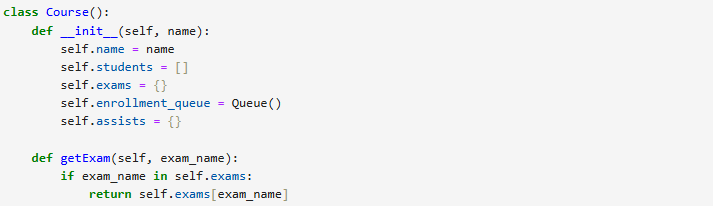 class Course():
    def __init__(self, name):
        self.name = name
        self.students = []
        self.exams = {}
        self.enrollment_queue = Queue()
        self.assists = {}
    def getExam(self, exam_name):
        if exam_name in self.exams:
            return self.exams[exam_name]